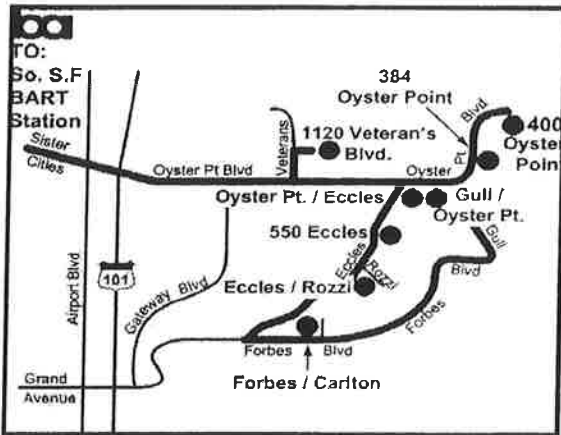 TO:
So. S.F
BART
Station
Sister
Cities
Oyster Pt Blvd
Veterans
1120 Veteran's
Blvd.
384
Oyster Point
Oyster
Pt.
Blvd
400
Oyster
Point
Oyster Pt. / Eccles
Gull /
Oyster Pt.
Gull
550 Eccles
Eccles
Rozzi
Blvd
Airport Blvd
101
Gateway Blvd
Eccles / Rozzi
Forbes
Forbes
Blvd
Grand
Avenue
Forbes / Carlton